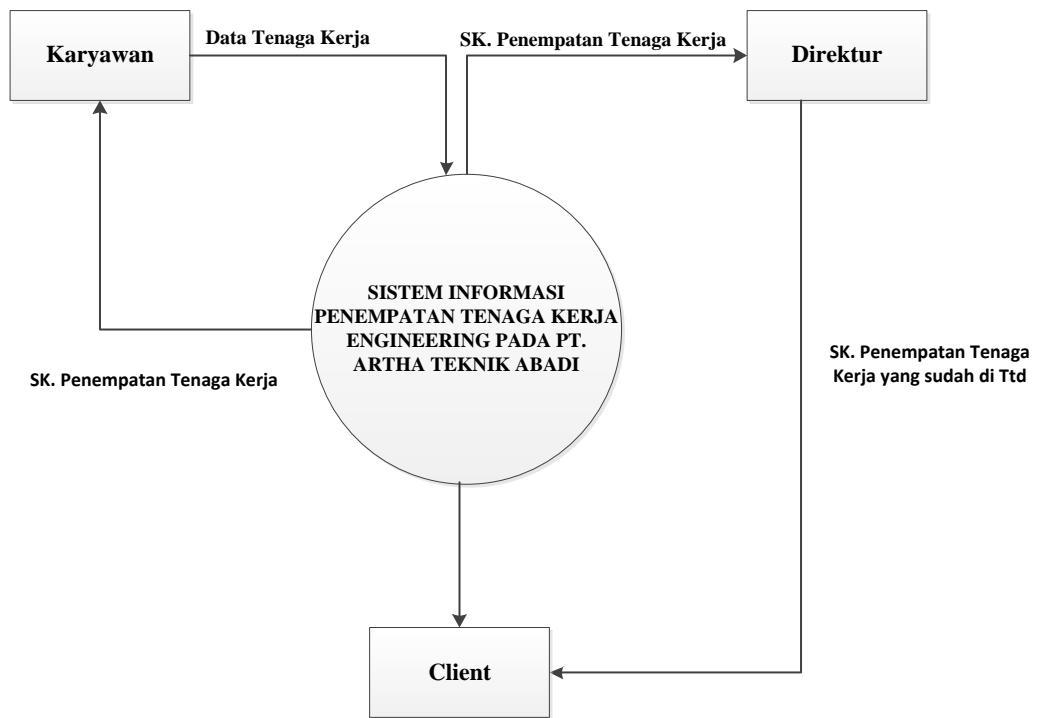 Karyawan
Data Tenaga Kerja
SK. Penempatan Tenaga Kerja
Direktur
SISTEM INFORMASI
PENEMPATAN TENAGA KERJA
ENGINEERING PADA PT.
ARTHA TEKNIK ABADI
SK. Penempatan Tenaga Kerja
SK. Penempatan Tenaga
Kerja yang sudah di Ttd
Client